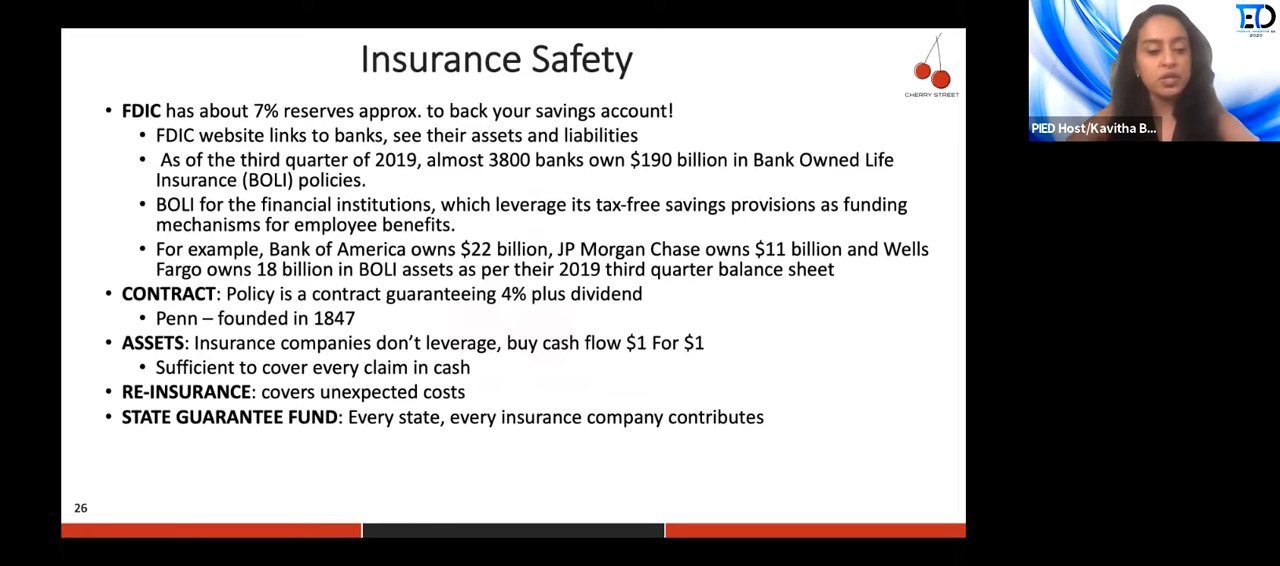 Insurance Safety
CHERRY STREET
• FDIC has about 7% reserves approx. to back your savings account!
• FDIC website links to banks, see their assets and liabilities
• As of the third quarter of 2019, almost 3800 banks own $190 billion in Bank Owned Life
Insurance (BOLI) policies.
• BOLI for the financial institutions, which leverage its tax-free savings provisions as funding
mechanisms for employee benefits.
• For example, Bank of America owns $22 billion, JP Morgan Chase owns $11 billion and Wells
Fargo owns 18 billion in BOLI assets as per their 2019 third quarter balance sheet
• CONTRACT: Policy is a contract guaranteeing 4% plus dividend
• Penn – founded in 1847
• ASSETS: Insurance companies don’t leverage, buy cash flow $1 For $1
• Sufficient to cover every claim in cash
• RE-INSURANCE: covers unexpected costs
• STATE GUARANTEE FUND: Every state, every insurance company contributes
26
PIED Host/Kavitha B...
2020